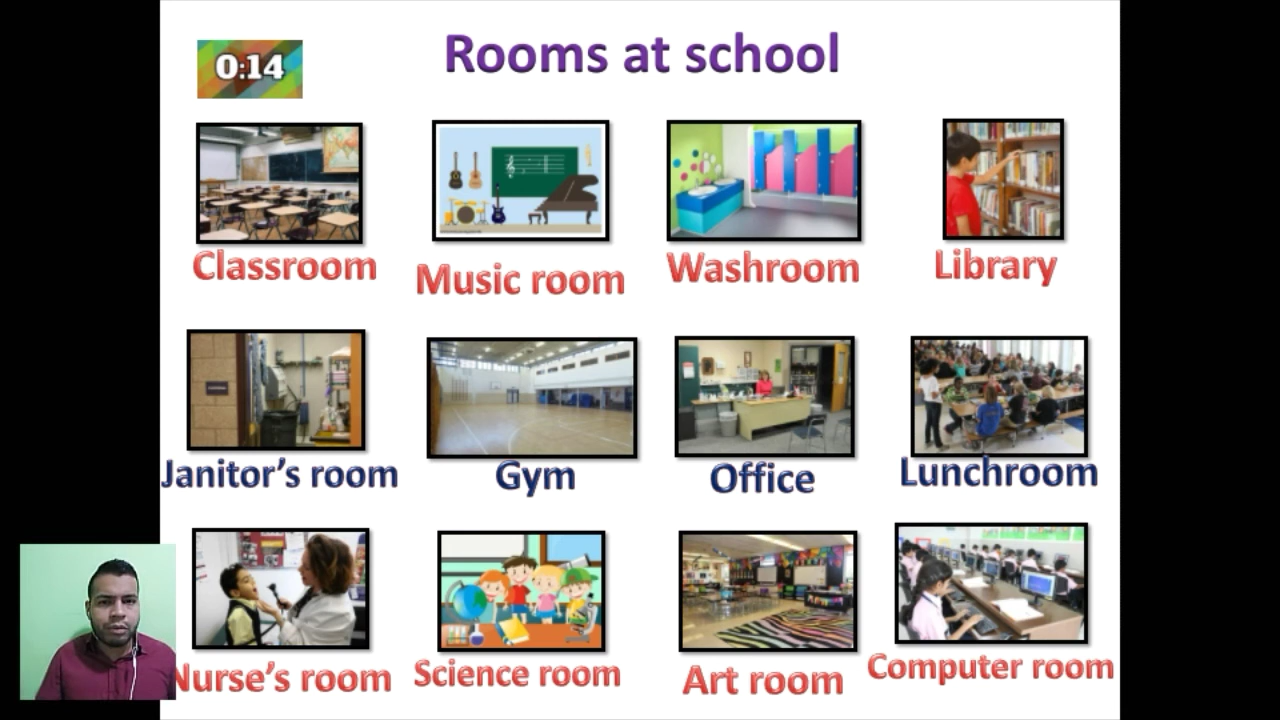 Rooms at school
0:14
Classroom
Music room
Washroom
Library
Janitor's room
Gym
Office
Lunchroom
Nurse's room
Science room
Art room
Computer room